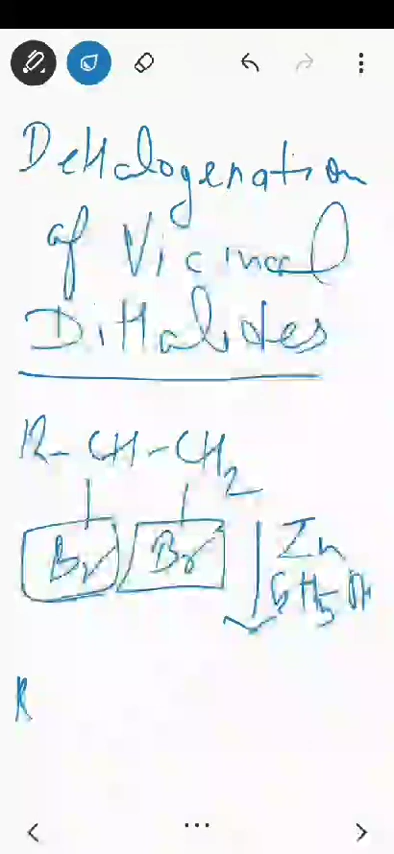 DeHalogenation
of Vicinal
DiHalides
R-CH-CH2
Br Br
Zn
C2H5OH
R